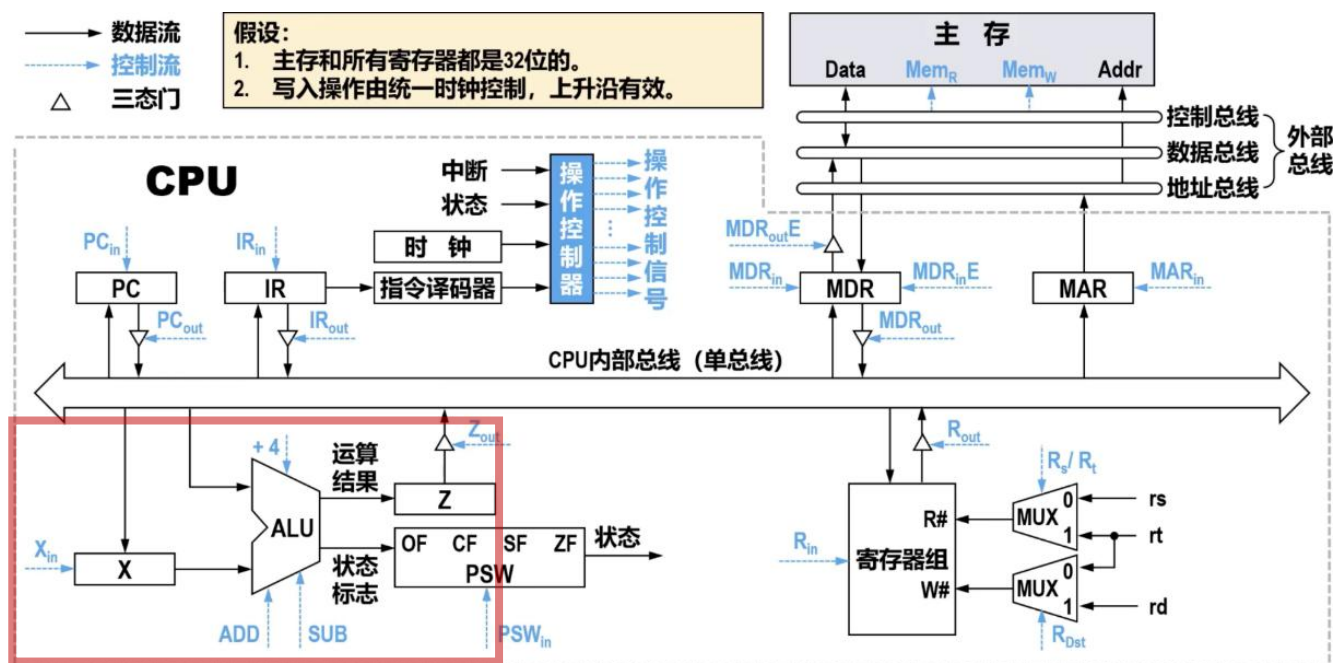 数据流
控制流
三态门
假设：
1. 主存和所有寄存器都是32位的。
2. 写入操作由统一时钟控制，上升沿有效。
主 存
Data MemR MemW Addr
控制总线
数据总线
地址总线
外部总线
CPU
中断
状态
时 钟
指令译码器
操作控制器
操作控制信号
PCin
PC
PCout
IRin
IR
IRout
MDRoutE
MDRin
MDR
MDRinE
MDRout
MAR
MARin
CPU内部总线（单总线）
+ 4
运算结果
Zout
Z
ALU
Xin
X
状态标志
OF CF SF ZF
PSW
状态
ADD
SUB
PSWin
Rout
Rs/ Rt
R#
MUX 0 1
rs
rt
Rin
寄存器组
W#
MUX 0 1
rd
RDst